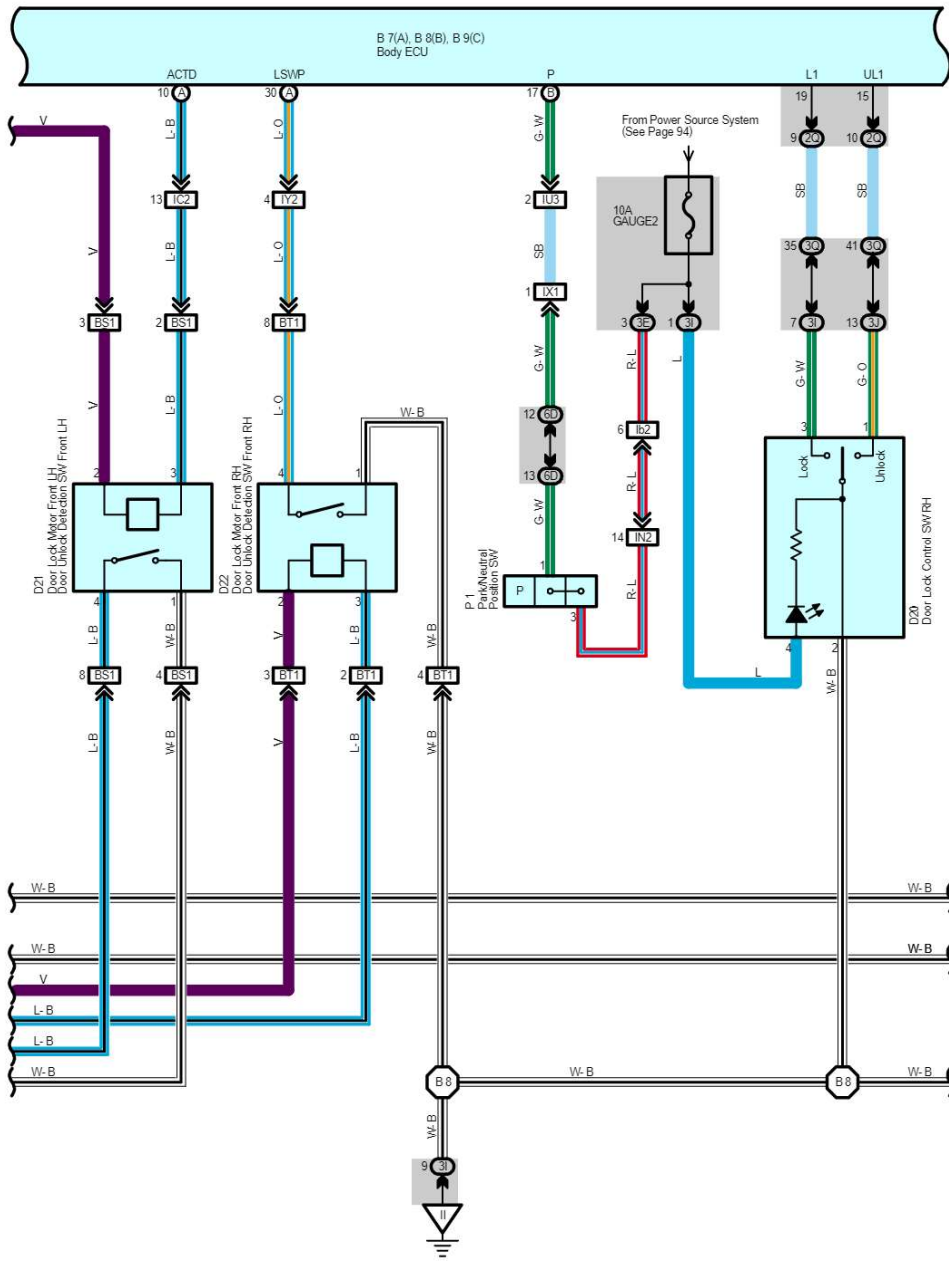 B 7(A), B 8(B), B 9(C)
Body ECU
ACTD
LSWP
P
L1
UL1
10 A
30 A
17 B
19
15
V
L- B
L- O
G- W
From Power Source System
(See Page 94)
9 2Q
10 2Q
13 IC2
4 IY2
2 IU3
10A
GAUGE2
SB
SB
V
L- B
L- O
SB
35 3Q
41 3Q
3 BS1
2 BS1
8 BT1
1 IX1
3 3E
1 3I
7 3I
13 3J
V
L- B
L- O
W- B
G- W
R- L
L
G- W
G- O
12 6D
6 Ib2
13 6D
3
1
2
3
4
1
Lock
Unlock
D21
Door Lock Motor Front LH
Door Unlock Detection SW Front LH
D22
Door Lock Motor Front RH
Door Unlock Detection SW Front RH
G- W
R- L
14 IN2
1
P 1
Park/Neutral
Position SW
P
3
R- L
D20
Door Lock Control SW RH
4
1
2
3
4
2
L- B
W- B
V
L- B
W- B
L
W- B
8 BS1
4 BS1
3 BT1
2 BT1
4 BT1
L- B
W- B
V
L- B
W- B
W- B
W- B
W- B
W- B
V
L- B
L- B
W- B
B 8
W- B
B 8
W- B
W- B
9 3I
II